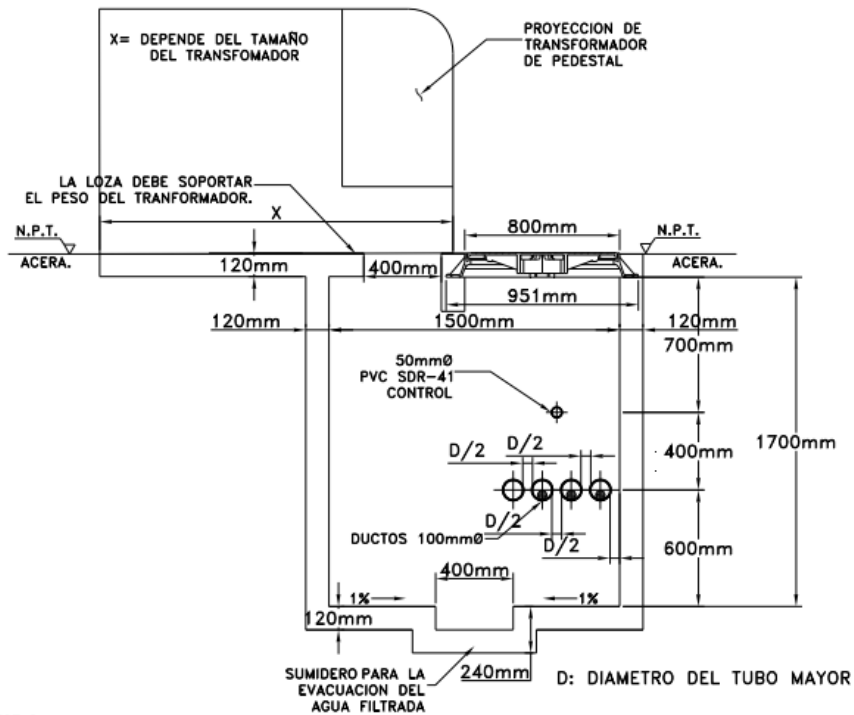 X= DEPENDE DEL TAMAÑO
DEL TRANSFOMADOR
PROYECCION DE
TRANSFORMADOR
DE PEDESTAL
LA LOZA DEBE SOPORTAR
EL PESO DEL TRANFORMADOR.
X
800mm
N.P.T.
N.P.T.
ACERA.
ACERA.
120mm
400mm
951mm
120mm
1500mm
120mm
700mm
50mmØ
PVC SDR-41
CONTROL
D/2
D/2
400mm
1700mm
D/2
DUCTOS 100mmØ
D/2
600mm
400mm
1%
1%
120mm
SUMIDERO PARA LA
EVACUACION DEL
AGUA FILTRADA
240mm
D: DIAMETRO DEL TUBO MAYOR